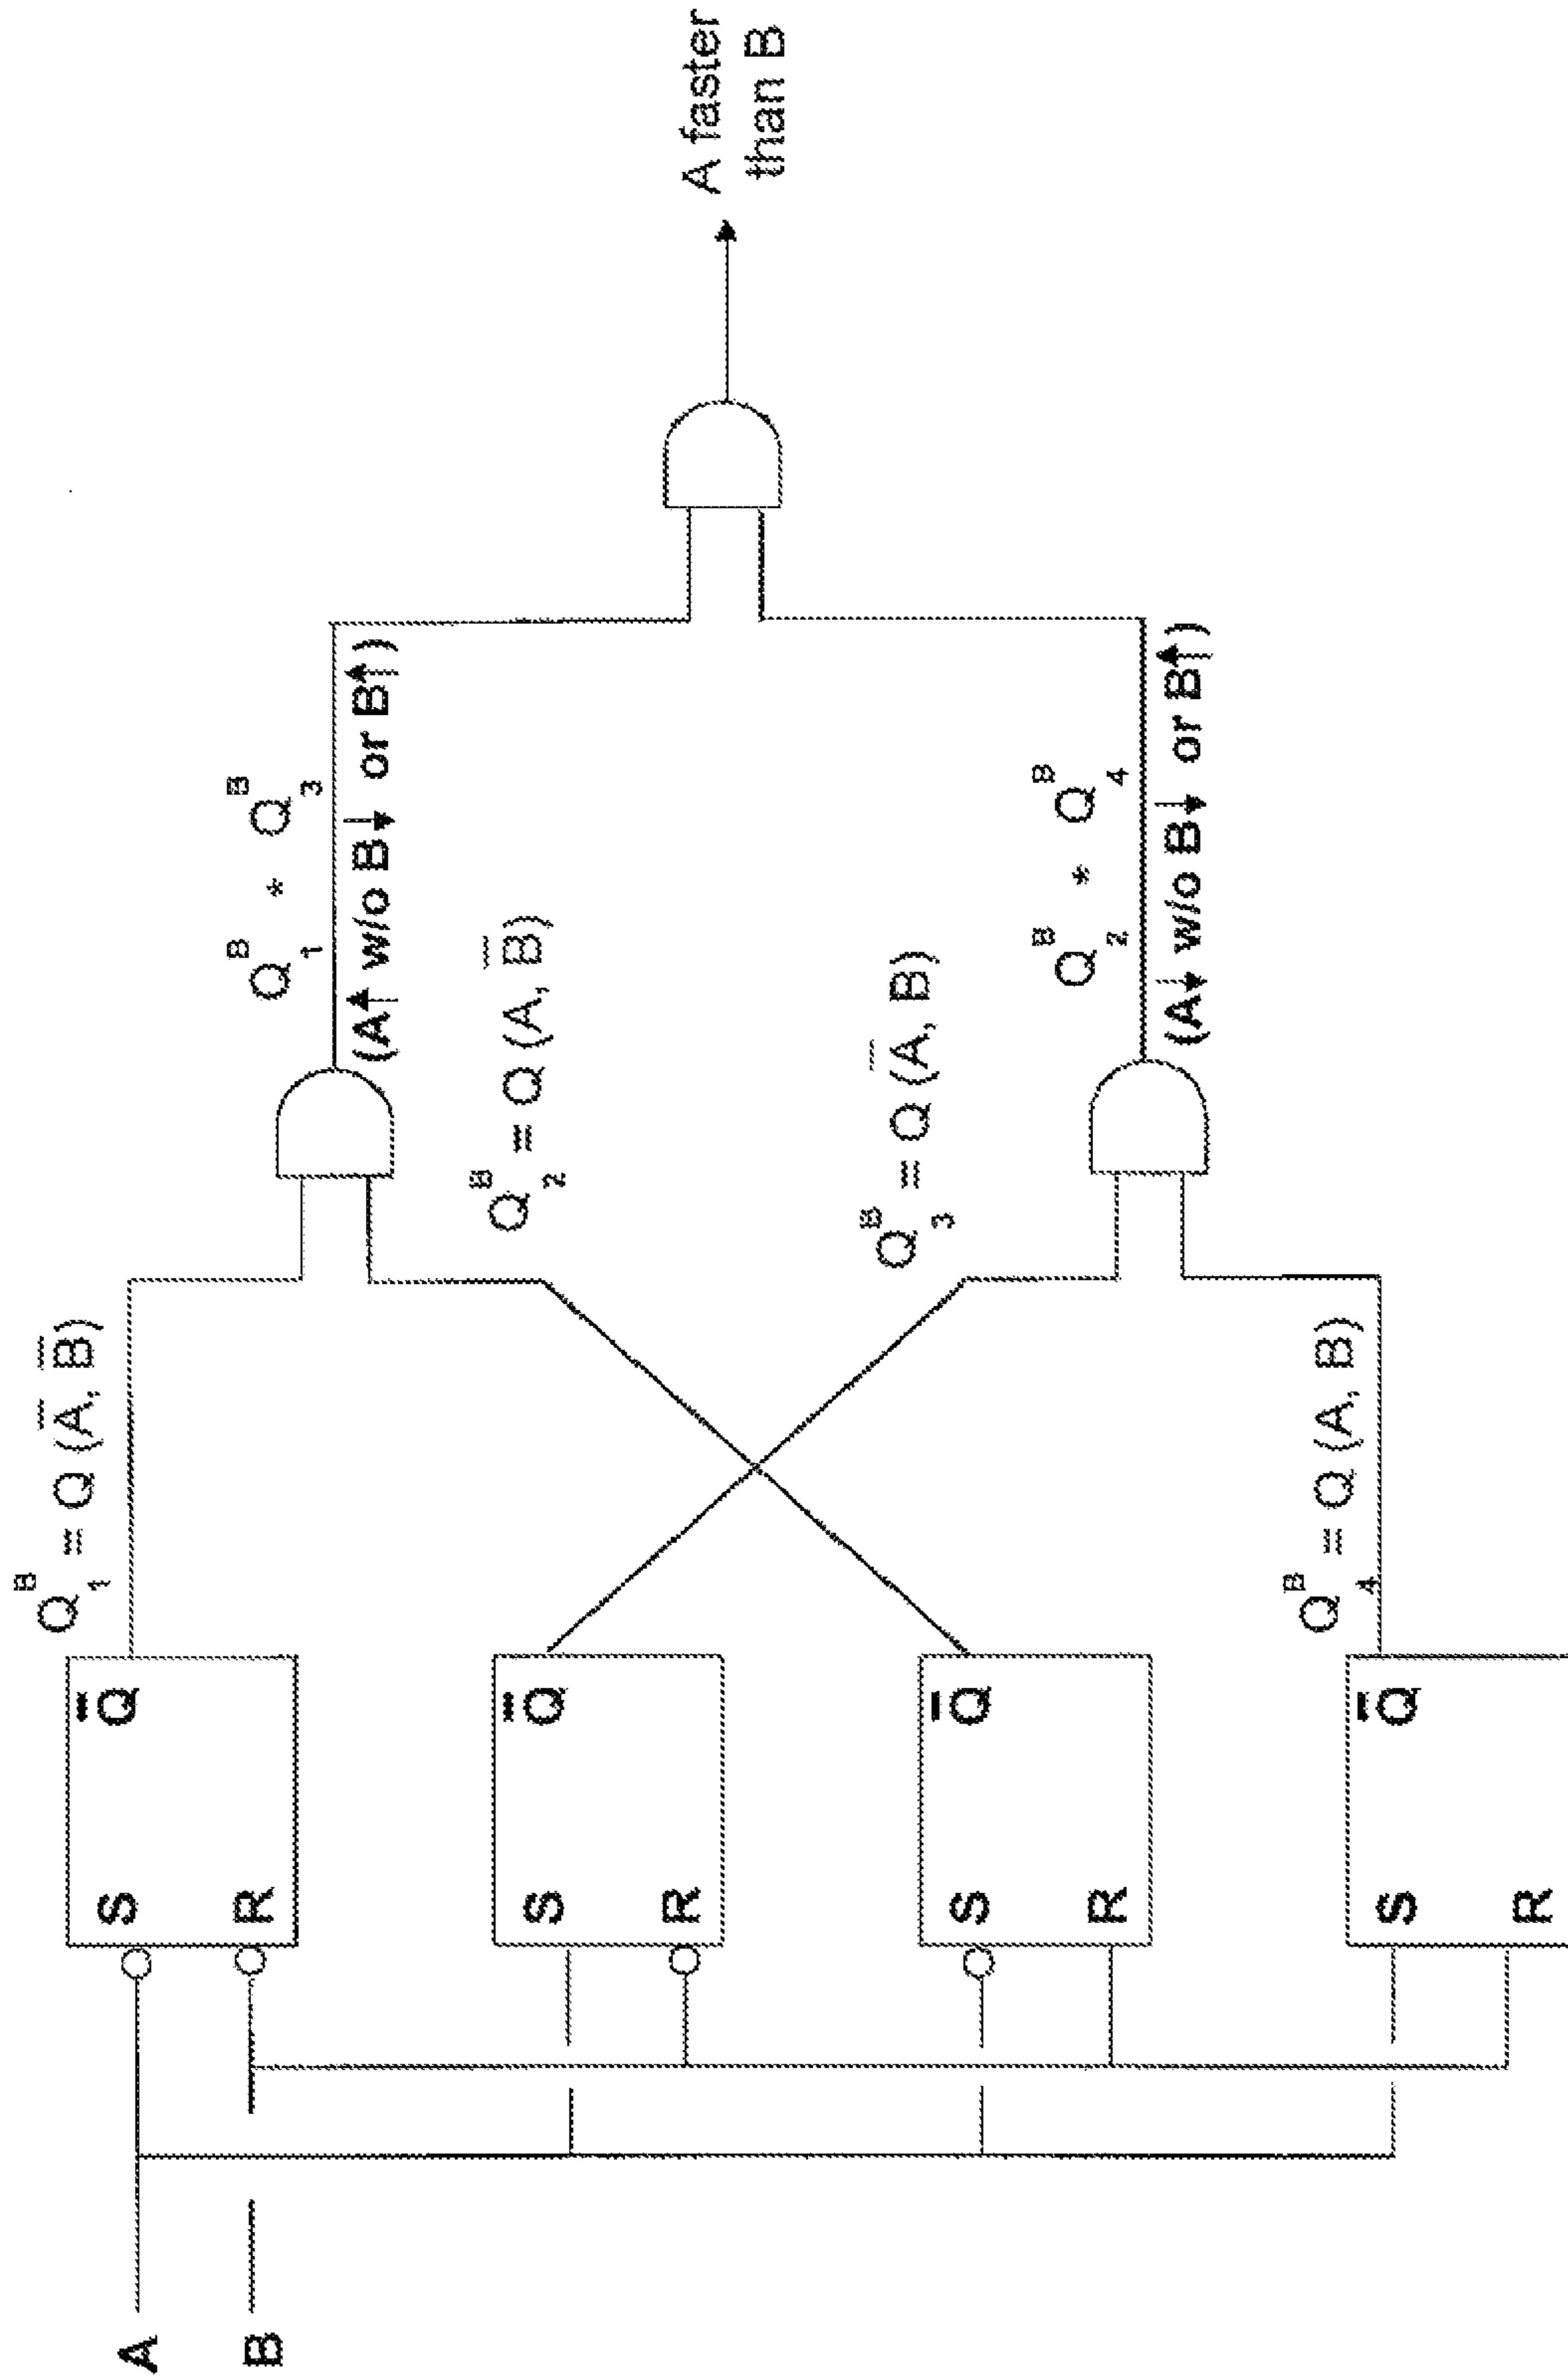 A
B
S
Q̅
R
S
Q̅
R
S
Q̅
R
S
Q̅
R
Q₁ᴮ = Q (A̅, B̅)
Q₂ᴮ = Q (A, B̅)
Q₃ᴮ = Q (A̅, B)
Q₄ᴮ = Q (A, B)
Q₁ᴮ * Q₃ᴮ
(A↑ w/o B↓ or B↑)
Q₂ᴮ * Q₄ᴮ
(A↓ w/o B↓ or B↑)
A faster
than B